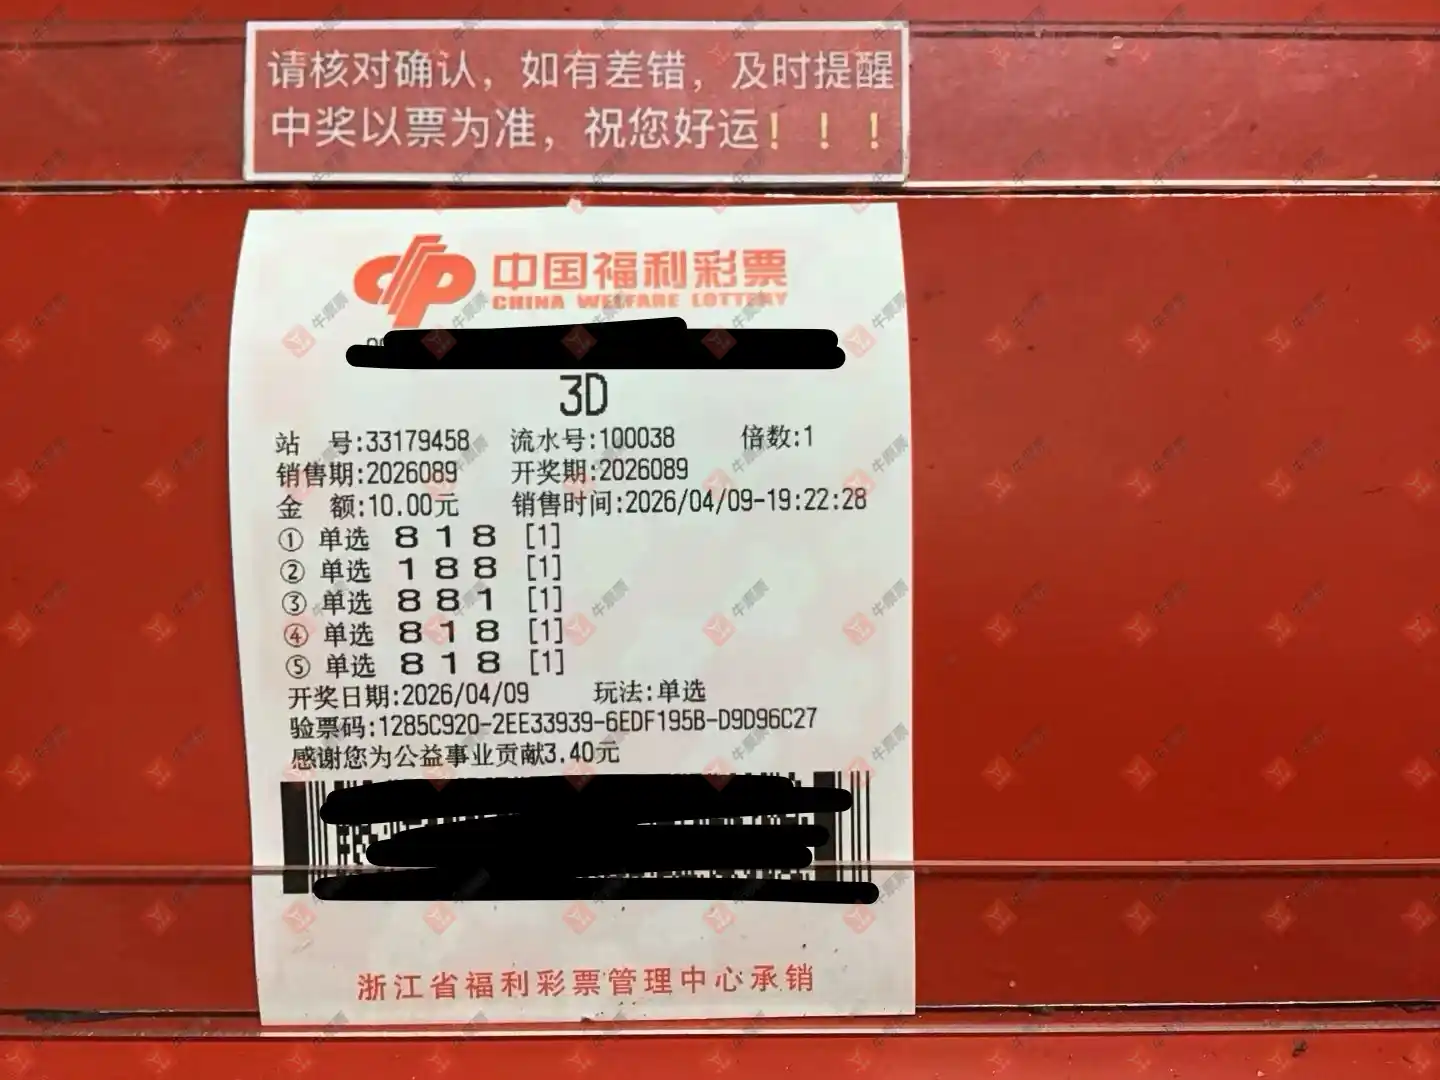 请核对确认，如有差错，及时提醒
中奖以票为准，祝您好运！！！
中国福利彩票
CHINA WELFARE LOTTERY
3D
站 号:33179458 流水号:100038 倍数:1
销售期:2026089 开奖期:2026089
金 额:10.00元 销售时间:2026/04/09-19:22:28
① 单选 8 1 8 [1]
② 单选 1 8 8 [1]
③ 单选 8 8 1 [1]
④ 单选 8 1 8 [1]
⑤ 单选 8 1 8 [1]
开奖日期:2026/04/09 玩法:单选
验票码:1285C920-2EE33939-6EDF195B-D9D96C27
感谢您为公益事业贡献3.40元
浙江省福利彩票管理中心承销
牛票票